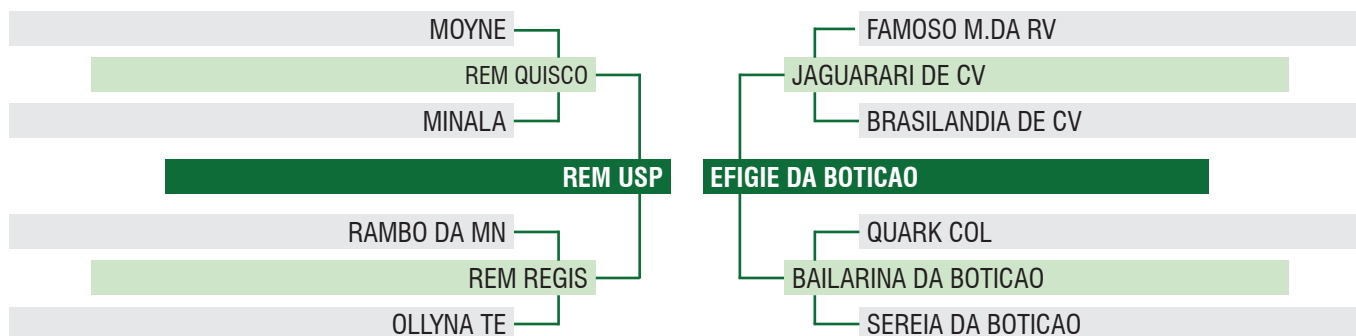 MOYNE
REM QUISCO
MINALA
REM USP
RAMBO DA MN
REM REGIS
OLLYNA TE
FAMOSO M.DA RV
JAGUARARI DE CV
BRASILANDIA DE CV
EFIGIE DA BOTICAO
QUARK COL
BAILARINA DA BOTICAO
SEREIA DA BOTICAO